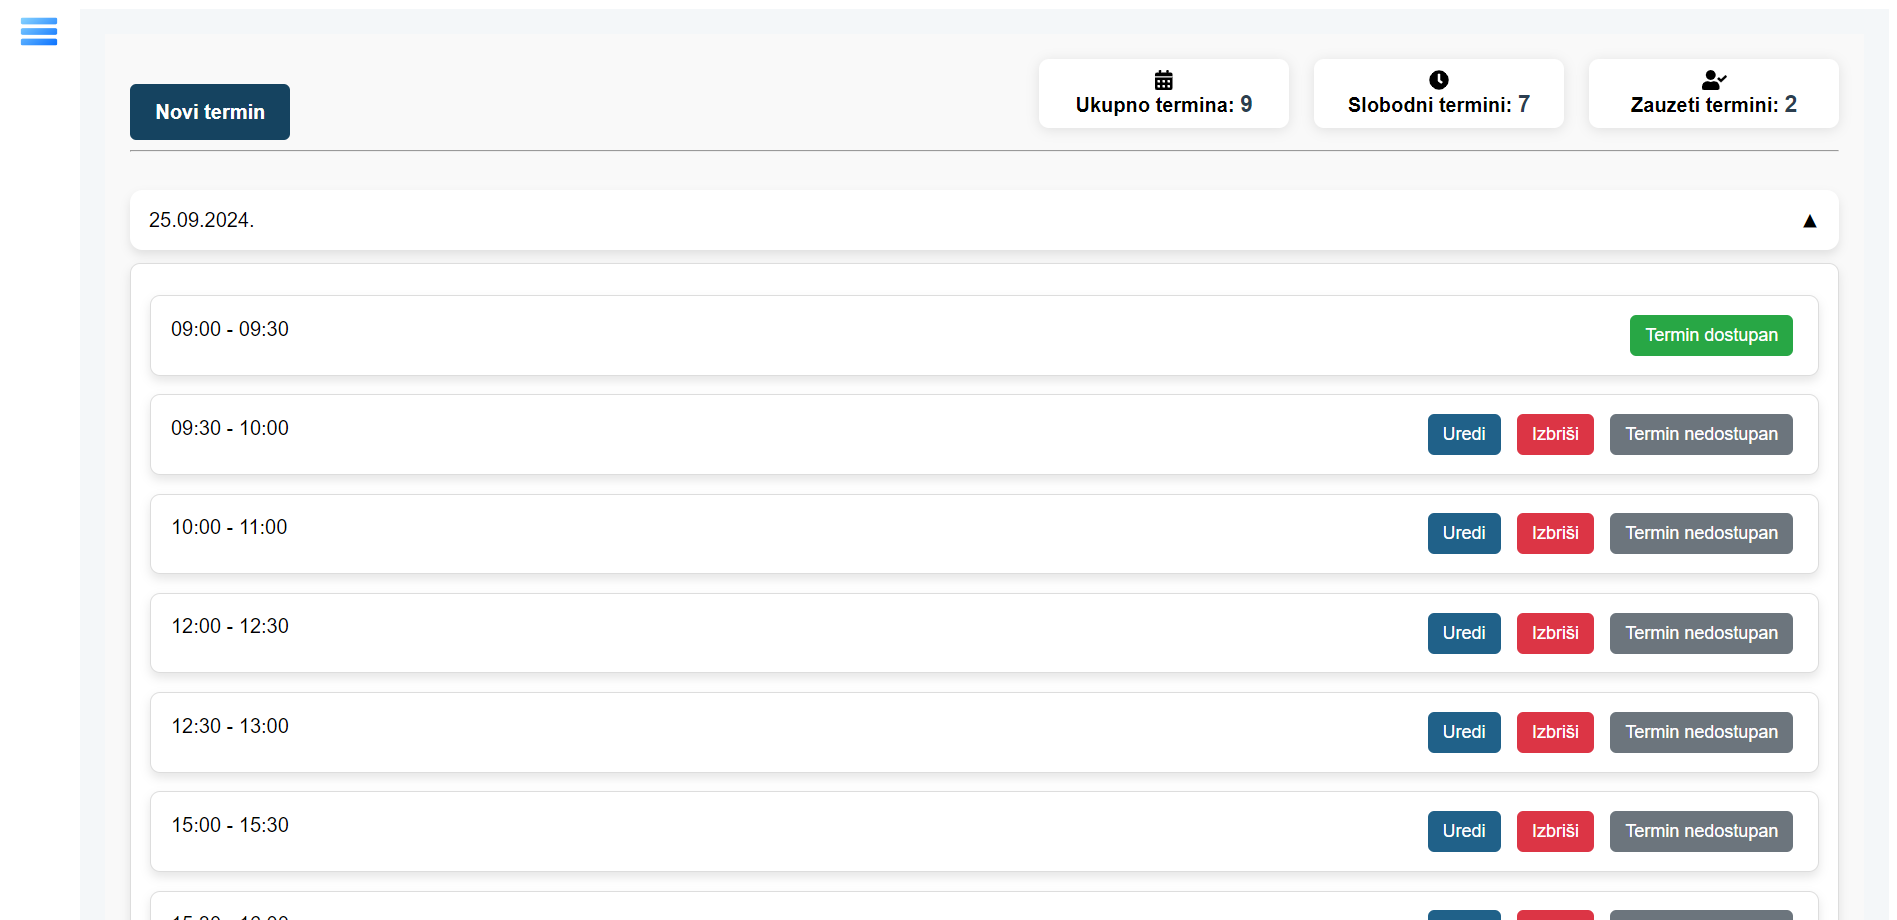 Novi termin
Ukupno termina: 9
Slobodni termini: 7
Zauzeti termini: 2
25.09.2024.
▲
09:00 - 09:30
Termin dostupan
09:30 - 10:00
Uredi
Izbriši
Termin nedostupan
10:00 - 11:00
Uredi
Izbriši
Termin nedostupan
12:00 - 12:30
Uredi
Izbriši
Termin nedostupan
12:30 - 13:00
Uredi
Izbriši
Termin nedostupan
15:00 - 15:30
Uredi
Izbriši
Termin nedostupan